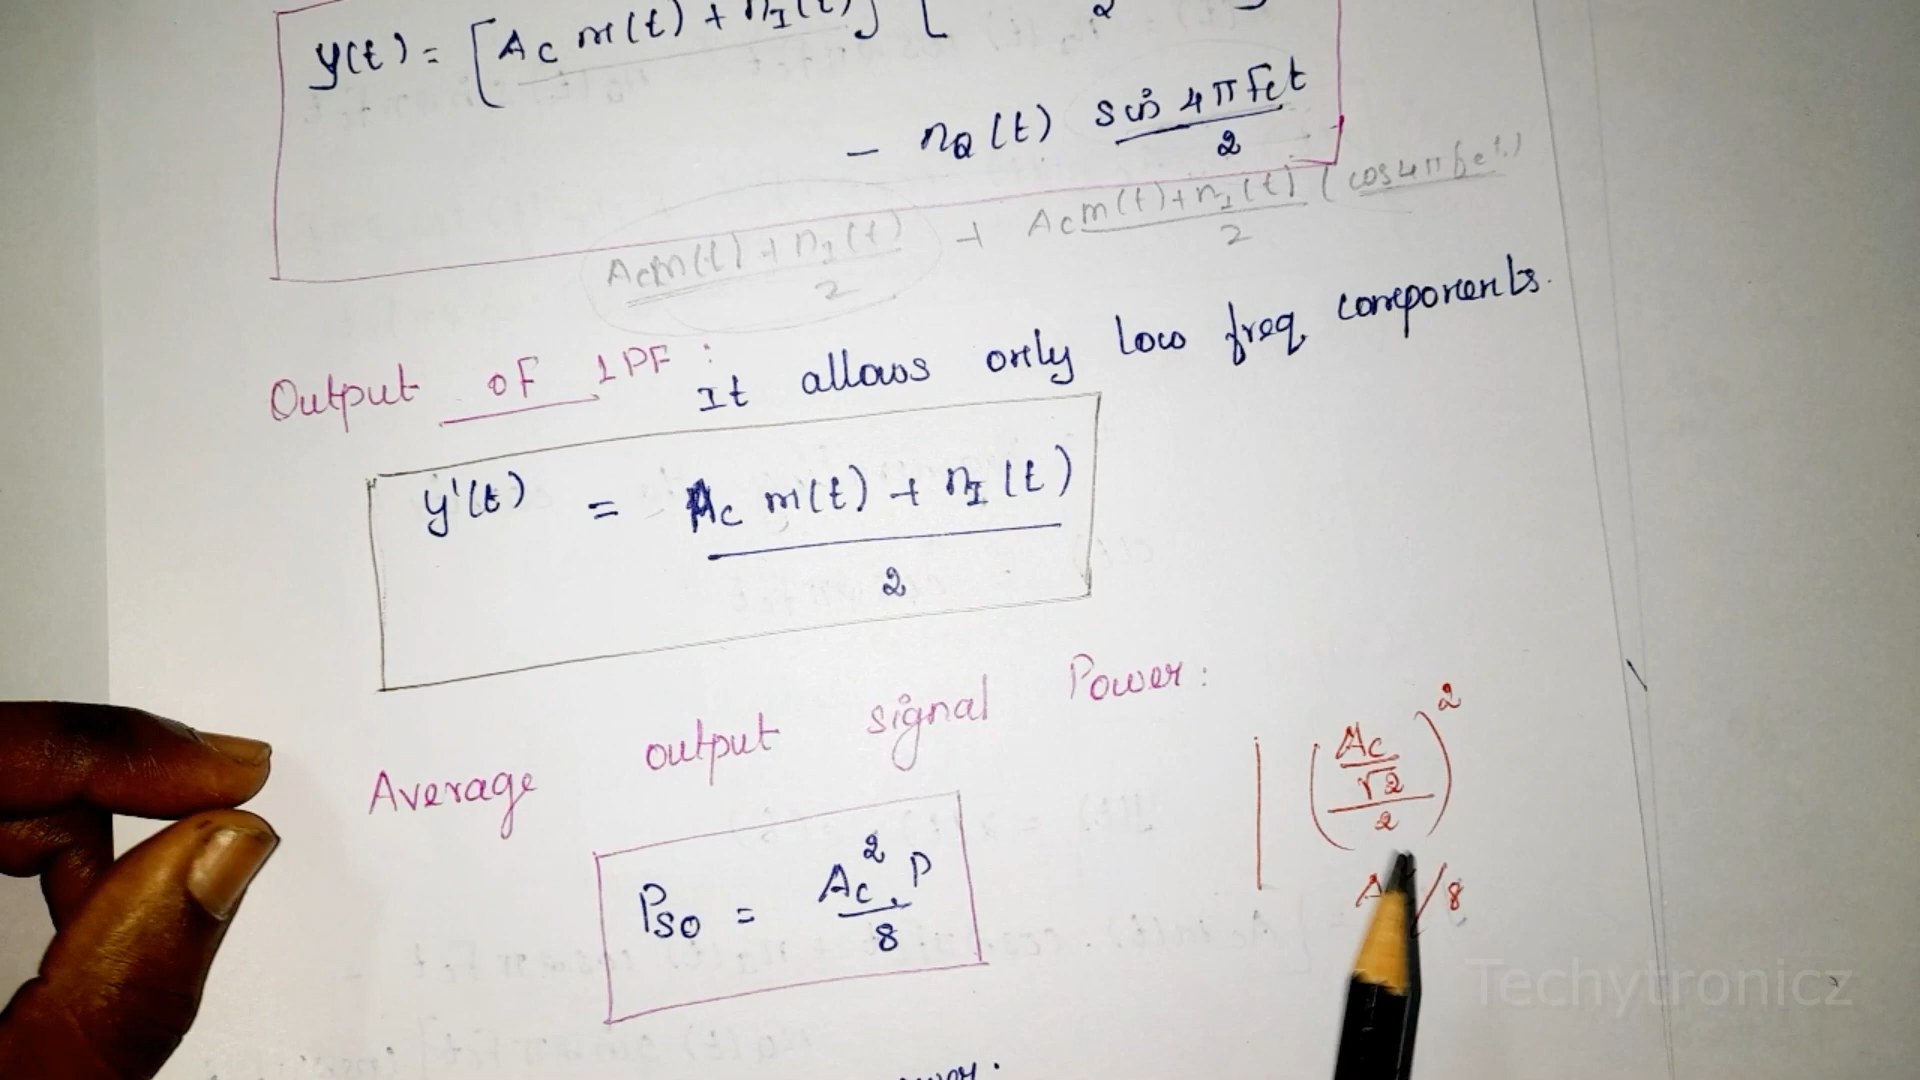 y(t) = [Ac m(t) + nI(t)] [ 2
- nQ(t) sin 4πFct / 2
Acm(t) + nI(t) / 2 + Ac m(t) + nI(t) / 2 (cos 4πfct)
Output of LPF : It allows only low freq components.
y'(t) = Ac m(t) + nI(t) / 2
Average output signal Power :
PSO = Ac² . P / 8
(Ac / √2 / 2)²
A / 8
Techytronicz